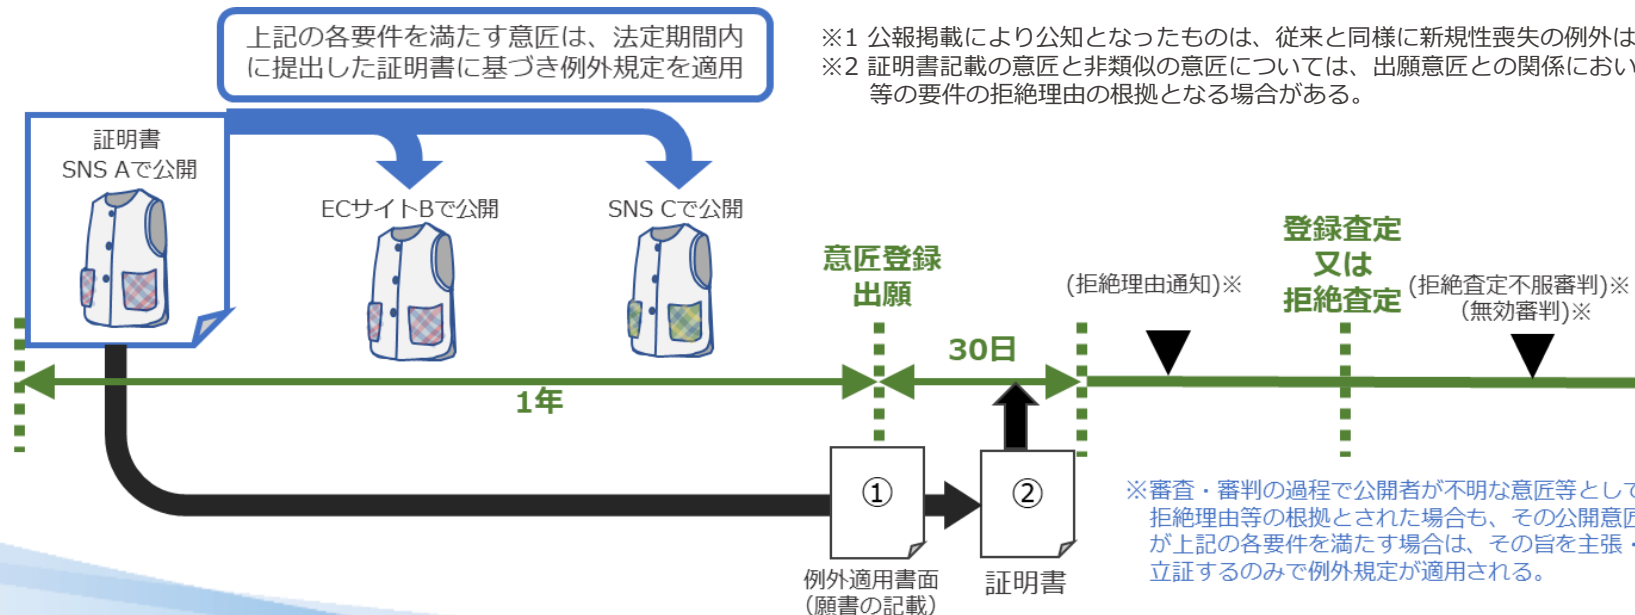 上記の各要件を満たす意匠は、法定期間内
に提出した証明書に基づき例外規定を適用
※1 公報掲載により公知となったものは、従来と同様に新規性喪失の例外は
※2 証明書記載の意匠と非類似の意匠については、出願意匠との関係におい
等の要件の拒絶理由の根拠となる場合がある。
証明書
SNS Aで公開
ECサイトBで公開
SNS Cで公開
意匠登録
出願
(拒絶理由通知)※
登録査定
又は
拒絶査定
(拒絶査定不服審判)※
（無効審判)※
1年
30日
①
②
例外適用書面
（願書の記載）
証明書
※審査・審判の過程で公開者が不明な意匠等として
拒絶理由等の根拠とされた場合も、その公開意匠
が上記の各要件を満たす場合は、その旨を主張・
立証するのみで例外規定が適用される。